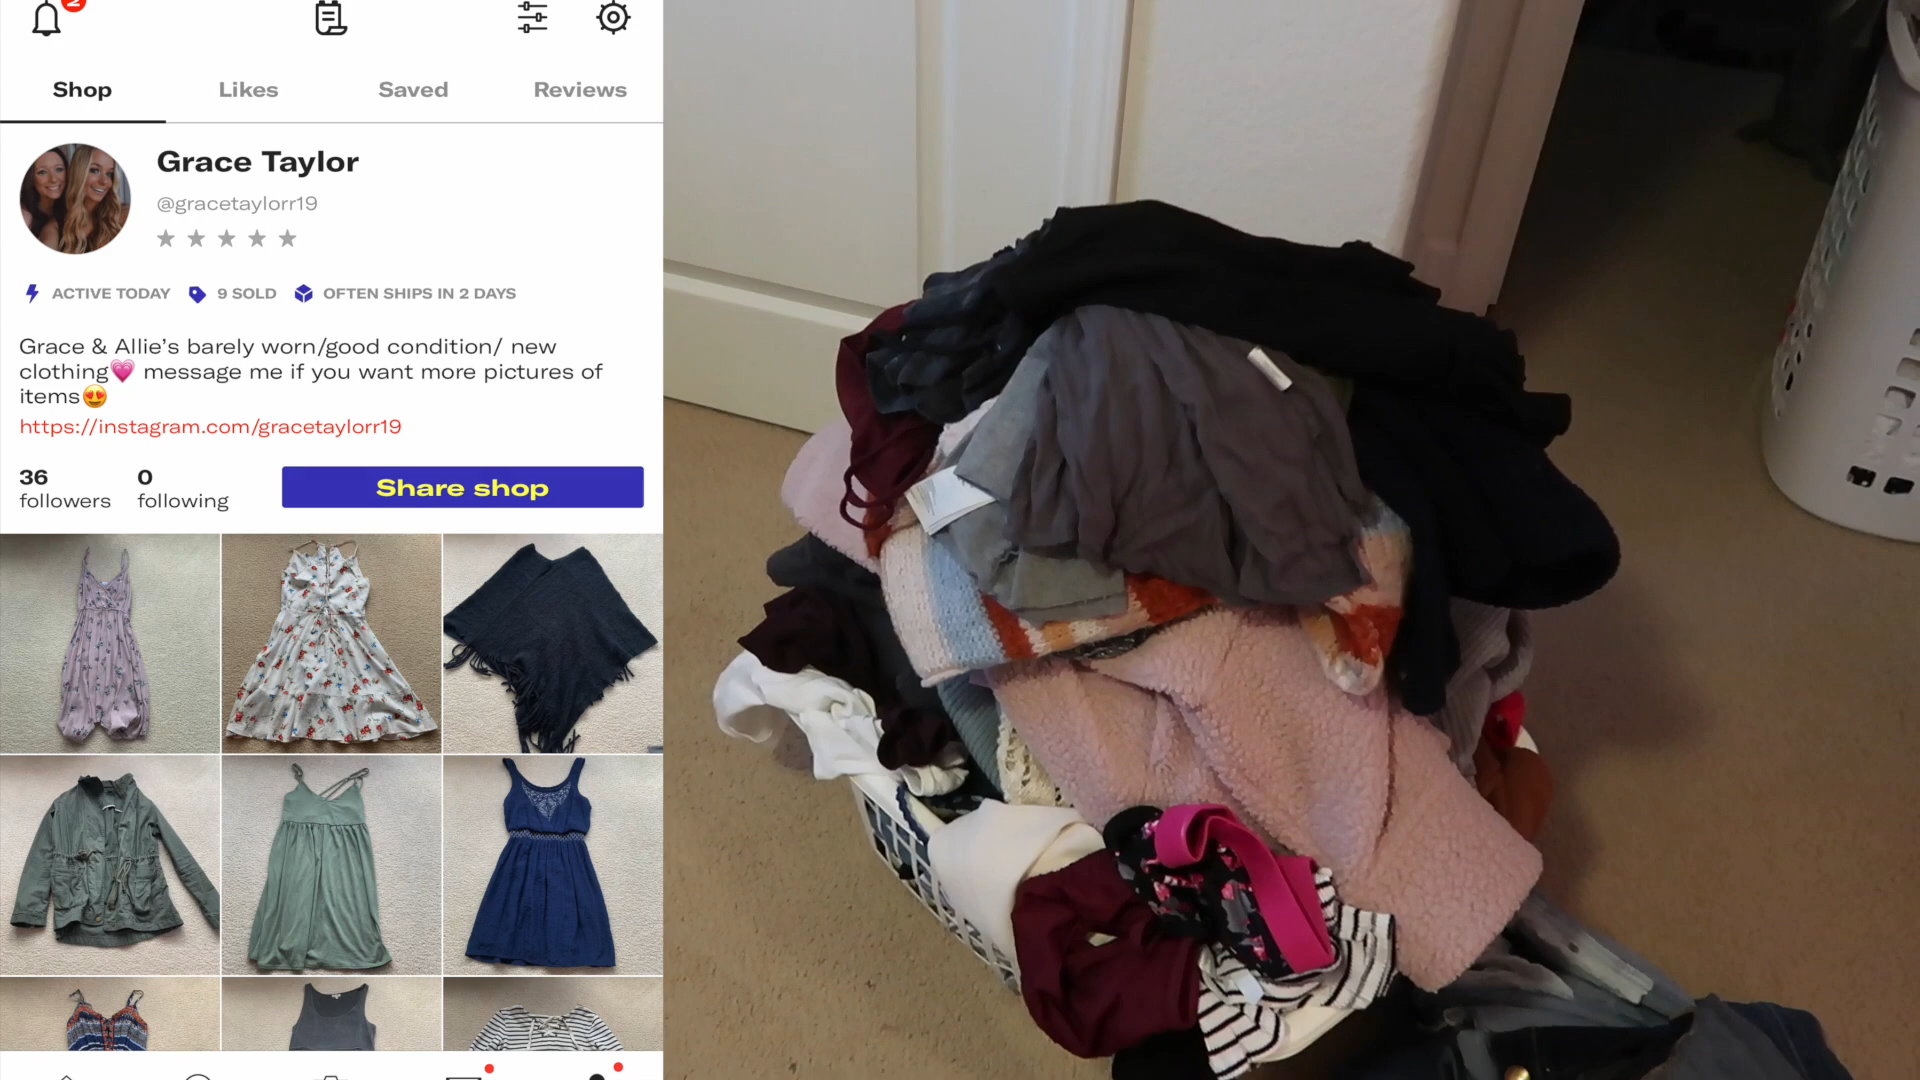 2
Shop Likes Saved Reviews
Grace Taylor
@gracetaylorr19
ACTIVE TODAY 9 SOLD OFTEN SHIPS IN 2 DAYS
Grace & Allie's barely worn/good condition/ new
clothing💗 message me if you want more pictures of
items😍
https://instagram.com/gracetaylorr19
36 0
followers following
Share shop